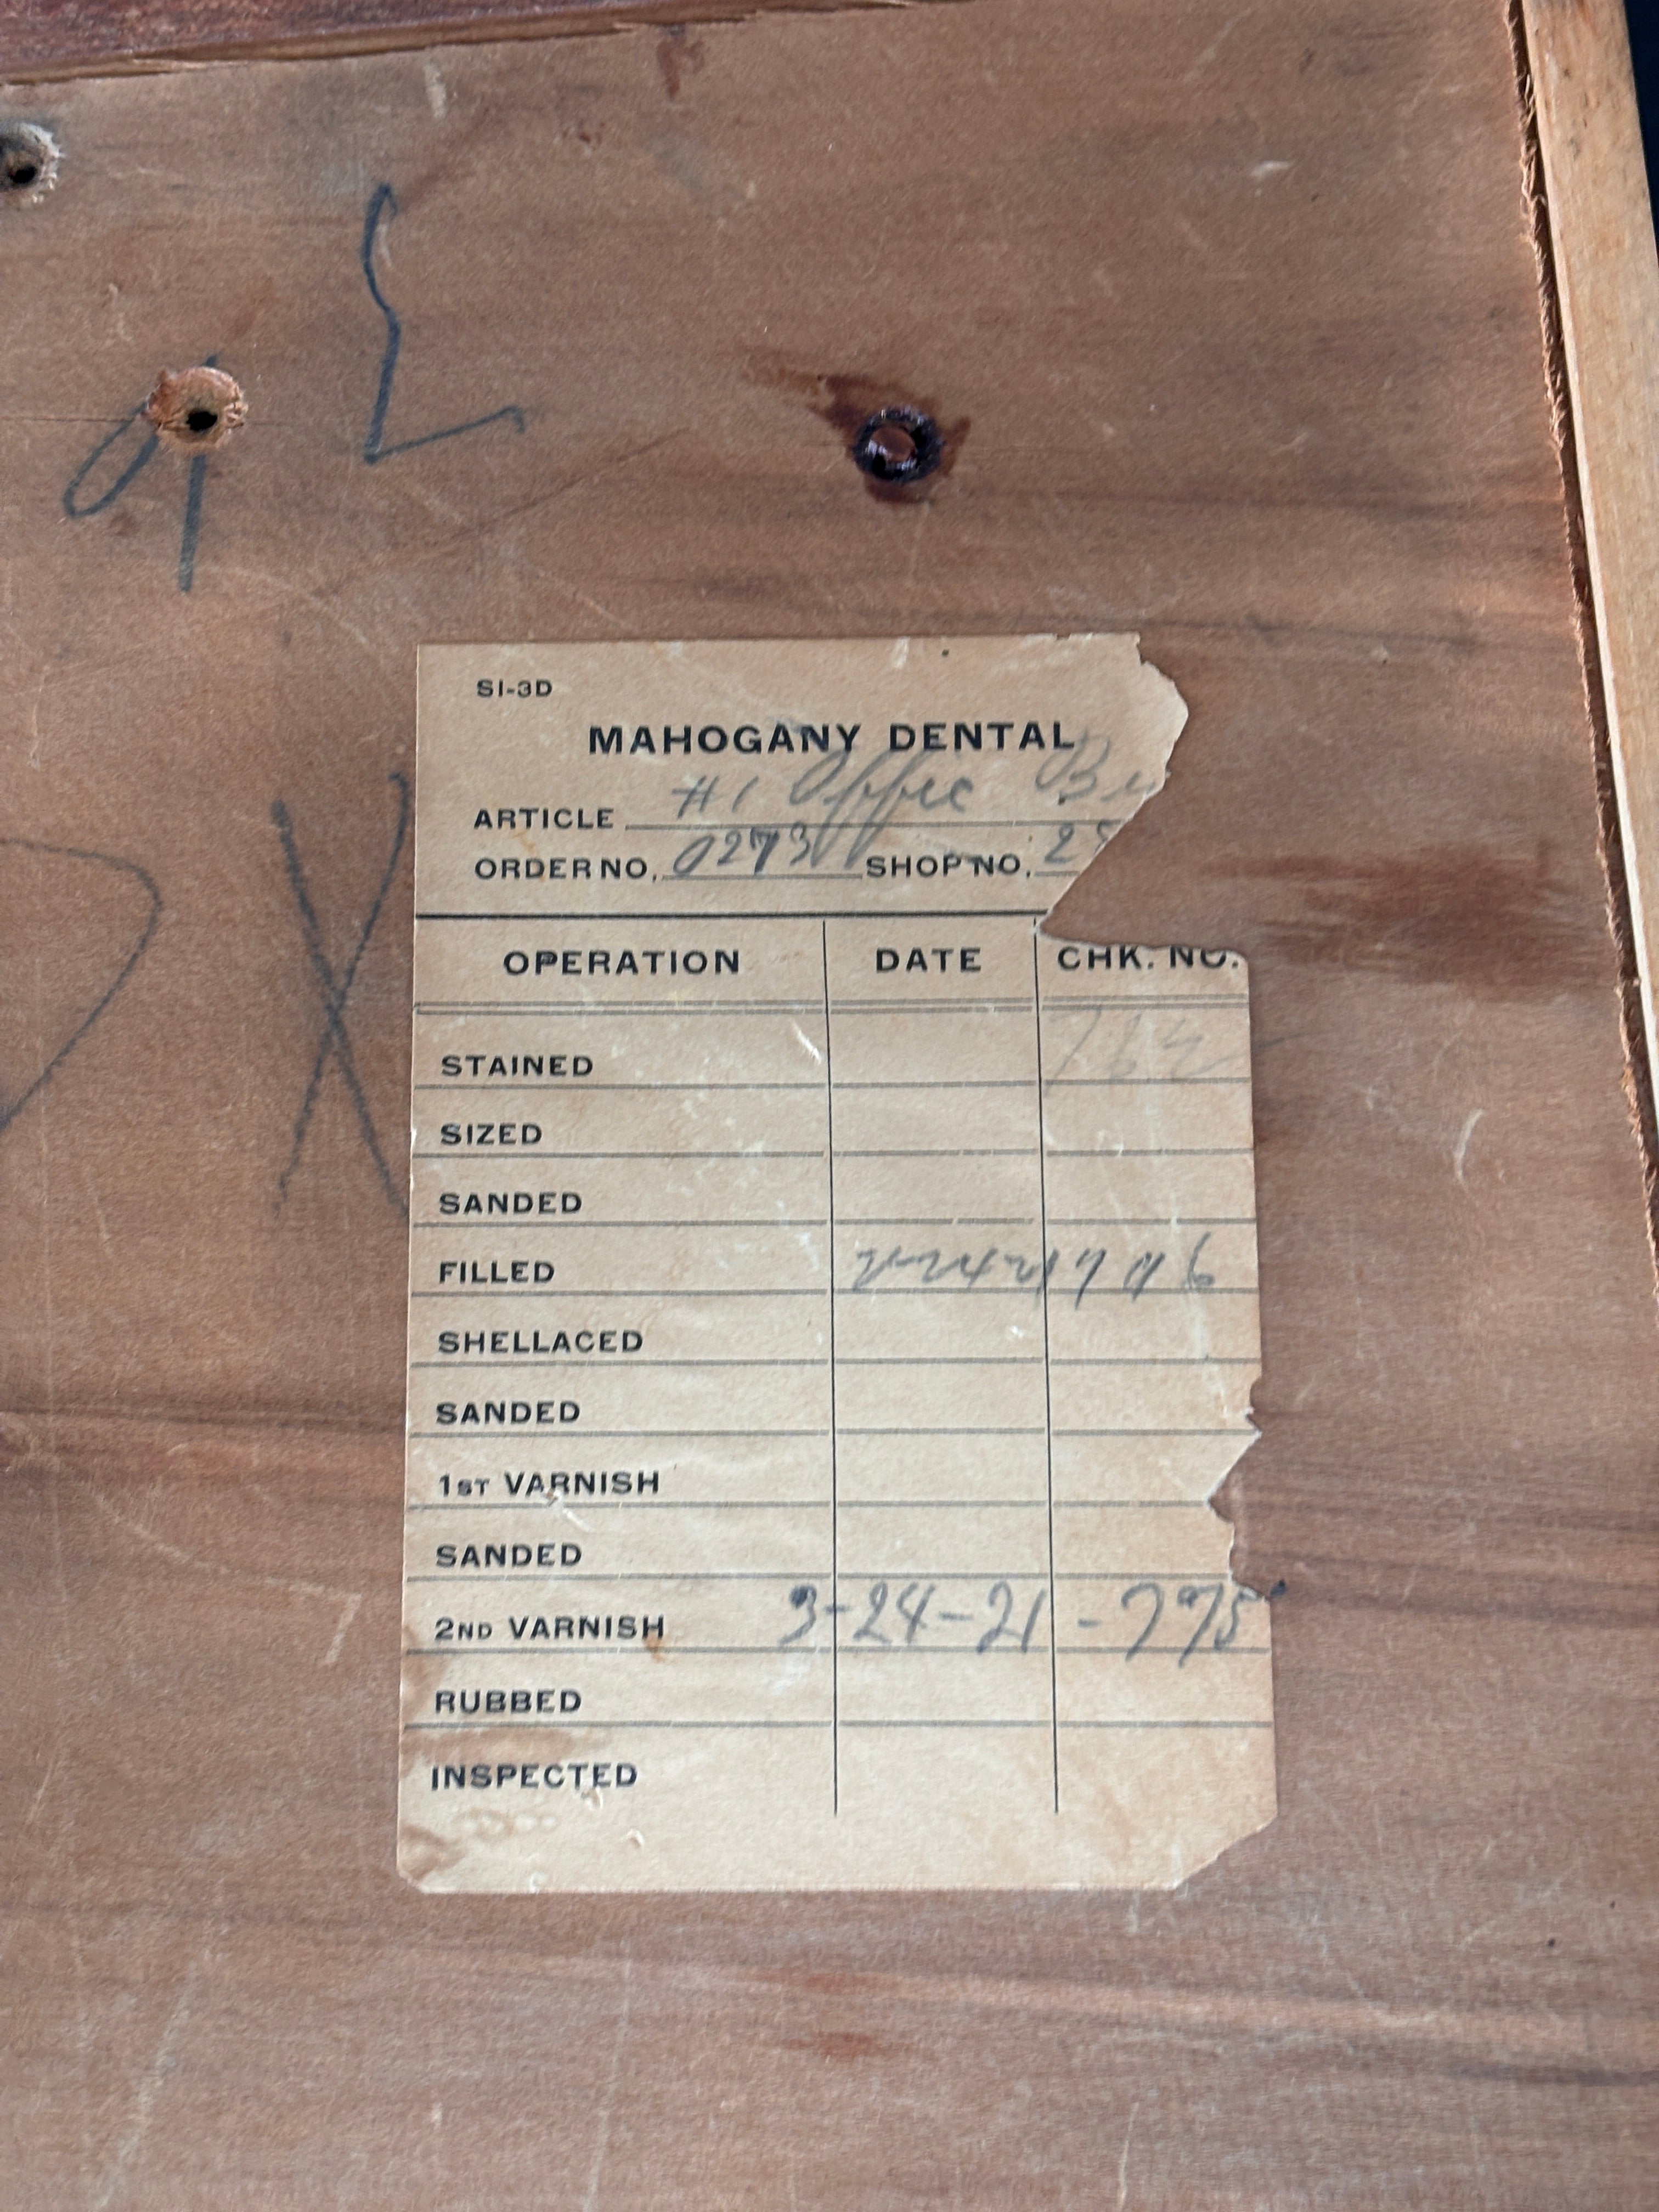 SI-3D
MAHOGANY DENTAL
ARTICLE #1 Office
ORDER NO. 0273 SHOP NO.
OPERATION DATE CHK. NO.
STAINED
SIZED
SANDED
FILLED
SHELLACED
SANDED
1ST VARNISH
SANDED
2ND VARNISH 3-24-21 - 775
RUBBED
INSPECTED